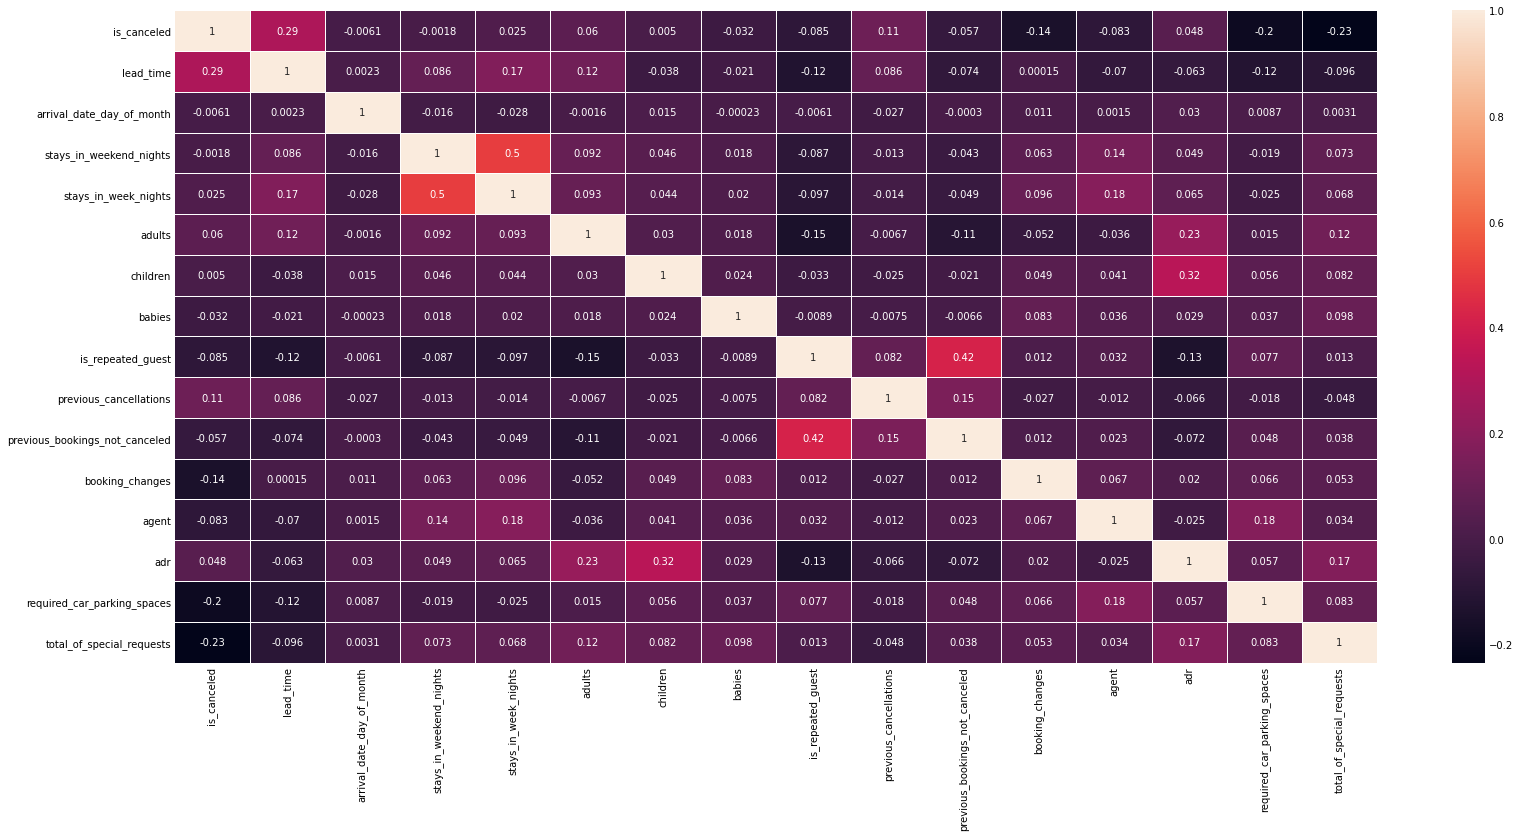 is_canceled 1 0.29 -0.0061 -0.0018 0.025 0.06 0.005 -0.032 -0.085 0.11 -0.057 -0.14 -0.083 0.048 -0.2 -0.23
lead_time 0.29 1 0.0023 0.086 0.17 0.12 -0.038 -0.021 -0.12 0.086 -0.074 0.00015 -0.07 -0.063 -0.12 -0.096
arrival_date_day_of_month -0.0061 0.0023 1 -0.016 -0.028 -0.0016 0.015 -0.00023 -0.0061 -0.027 -0.0003 0.011 0.0015 0.03 0.0087 0.0031
stays_in_weekend_nights -0.0018 0.086 -0.016 1 0.5 0.092 0.046 0.018 -0.087 -0.013 -0.043 0.063 0.14 0.049 -0.019 0.073
stays_in_week_nights 0.025 0.17 -0.028 0.5 1 0.093 0.044 0.02 -0.097 -0.014 -0.049 0.096 0.18 0.065 -0.025 0.068
adults 0.06 0.12 -0.0016 0.092 0.093 1 0.03 0.018 -0.15 -0.0067 -0.11 -0.052 -0.036 0.23 0.015 0.12
children 0.005 -0.038 0.015 0.046 0.044 0.03 1 0.024 -0.033 -0.025 -0.021 0.049 0.041 0.32 0.056 0.082
babies -0.032 -0.021 -0.00023 0.018 0.02 0.018 0.024 1 -0.0089 -0.0075 -0.0066 0.083 0.036 0.029 0.037 0.098
is_repeated_guest -0.085 -0.12 -0.0061 -0.087 -0.097 -0.15 -0.033 -0.0089 1 0.082 0.42 0.012 0.032 -0.13 0.077 0.013
previous_cancellations 0.11 0.086 -0.027 -0.013 -0.014 -0.0067 -0.025 -0.0075 0.082 1 0.15 -0.027 -0.012 -0.066 -0.018 -0.048
previous_bookings_not_canceled -0.057 -0.074 -0.0003 -0.043 -0.049 -0.11 -0.021 -0.0066 0.42 0.15 1 0.012 0.023 -0.072 0.048 0.038
booking_changes -0.14 0.00015 0.011 0.063 0.096 -0.052 0.049 0.083 0.012 -0.027 0.012 1 0.067 0.02 0.066 0.053
agent -0.083 -0.07 0.0015 0.14 0.18 -0.036 0.041 0.036 0.032 -0.012 0.023 0.067 1 -0.025 0.18 0.034
adr 0.048 -0.063 0.03 0.049 0.065 0.23 0.32 0.029 -0.13 -0.066 -0.072 0.02 -0.025 1 0.057 0.17
required_car_parking_spaces -0.2 -0.12 0.0087 -0.019 -0.025 0.015 0.056 0.037 0.077 -0.018 0.048 0.066 0.18 0.057 1 0.083
total_of_special_requests -0.23 -0.096 0.0031 0.073 0.068 0.12 0.082 0.098 0.013 -0.048 0.038 0.053 0.034 0.17 0.083 1
is_canceled
lead_time
arrival_date_day_of_month
stays_in_weekend_nights
stays_in_week_nights
adults
children
babies
is_repeated_guest
previous_cancellations
previous_bookings_not_canceled
booking_changes
agent
adr
required_car_parking_spaces
total_of_special_requests
1.0
0.8
0.6
0.4
0.2
0.0
−0.2